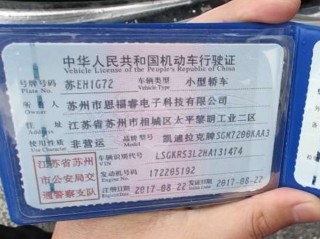 中华人民共和国机动车行驶证
Vehicle License of the People's Republic of China
号牌号码 苏EH1G72 车辆类型 小型轿车
Plate No. Vehicle Type
所有人 苏州市思福睿电子科技有限公司
Owner
住址 江苏省苏州市相城区太平黎明工业二区
使用性质 非营运 品牌型号 凯迪拉克牌SGM7200KAA3
江苏省苏州市公安局交通警察支队
车辆识别代号 LSGKR53L2HA131474
VIN
发动机号码 172205192
Engine No.
注册日期 2017-08-22 发证日期 2017-08-22